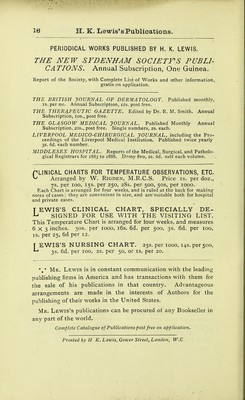 16 H. K. Lewis's Publications.
PERIODICAL WORKS PUBLISHED BY H. K. LEWIS.
THE NEW SYDENHAM SOCIETY'S PUBLI-
CATIONS. Annual Subscription, One Guinea.
Report of the Society, with Complete List of Works and other information,
gratis on application.
THE BRITISH JOURNAL OF DERMATOLOGY. Published monthly,
1s. per no. Annual Subscription, 12s. post free.
THE THERAPEUTIC GAZETTE. Edited by Dr. R. M. Smith. Annual
Subscription, 10s., post free.
THE GLASGOW MEDICAL JOURNAL. Published Monthly. Annual
Subscription, 20s., post free. Single numbers, 2s. each.
LIVERPOOL MEDICO-CHIRURGICAL JOURNAL, including the Pro-
ceedings of the Liverpool Medical Institution. Published twice yearly
3s. 6d. each number.
MIDDLESEX HOSPITAL. Reports of the Medical, Surgical, and Patholo-
gical Registrars for 1883 to 1888. Demy 8vo, 2s. 6d. nett each volume.
CLINICAL CHARTS FOR TEMPERATURE OBSERVATIONS, ETC.
Arranged by W. RIGDEN, M.R.C.S. Price 1s. per doz.,
7s. per 100, 15s. per 250, 28s. per 500, 50s. per 1000.
Each Chart is arranged for four weeks, and is ruled at the back for making
notes of cases; they are convenient in size, and are suitable both for hospital
and private cases.
LEWIS'S CLINICAL CHART, SPECIALLY DE-
SIGNED FOR USE WITH THE VISITING LIST.
This Temperature Chart is arranged for four weeks, and measures
6 × 3 inches. 30s. per 1000, 16s. 6d. per 500, 3s. 6d. per 100,
1s. per 25, 6d per 12.
LEWIS'S NURSING CHART. 25s. per 1000, 14s. per 500,
3s. 6d. per 100, 2s. per 50, or 1s. per 20.
*⁎* MR. LEWIS is in constant communication with the leading
publishing firms in America and has transactions with them for
the sale of his publications in that country. Advantageous
arrangements are made in the interests of Authors for the
publishing of their works in the United States.
MR. LEWIS'S publications can be procured of any Bookseller in
any part of the world.
Complete Catalogue of Publications post free on application.
Printed by H. K. Lewis, Gower Street, London, W.C.